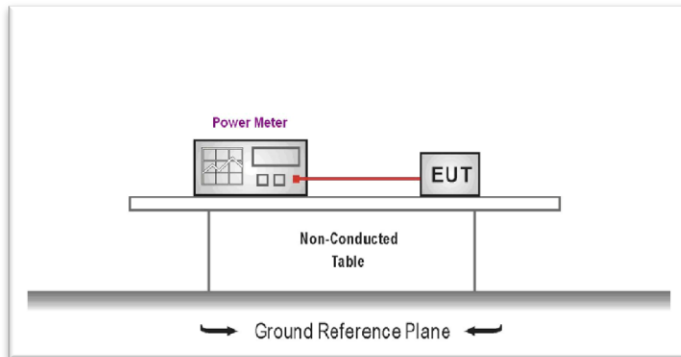 Power Meter
EUT
Non-Conducted
Table
Ground Reference Plane